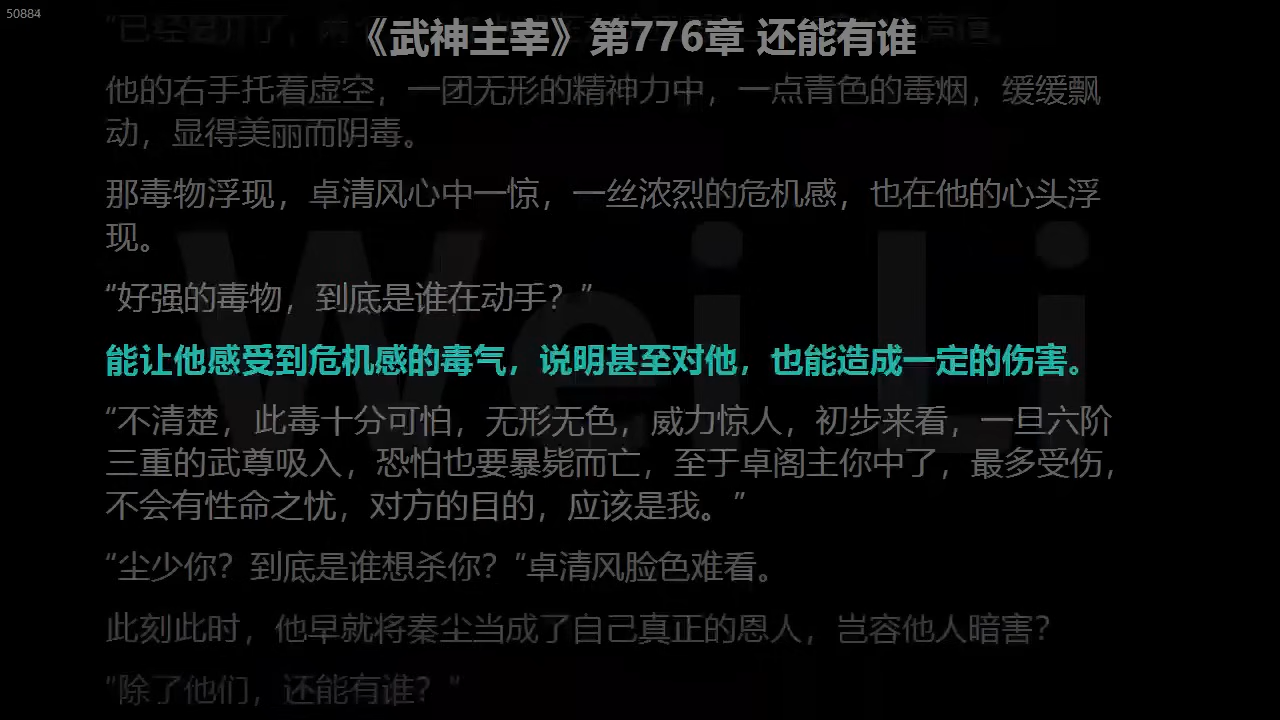 50884
《武神主宰》第776章 还能有谁
他的右手托着虚空，一团无形的精神力中，一点青色的毒烟，缓缓飘
动，显得美丽而阴毒。
那毒物浮现，卓清风心中一惊，一丝浓烈的危机感，也在他的心头浮
现。
“好强的毒物，到底是谁在动手？”
能让他感受到危机感的毒气，说明甚至对他，也能造成一定的伤害。
“不清楚，此毒十分可怕，无形无色，威力惊人，初步来看，一旦六阶
三重的武尊吸入，恐怕也要暴毙而亡，至于卓阁主你中了，最多受伤，
不会有性命之忧，对方的目的，应该是我。”
“尘少你？到底是谁想杀你？”卓清风脸色难看。
此刻此时，他早就将秦尘当成了自己真正的恩人，岂容他人暗害？
“除了他们，还能有谁？”
Wei Li